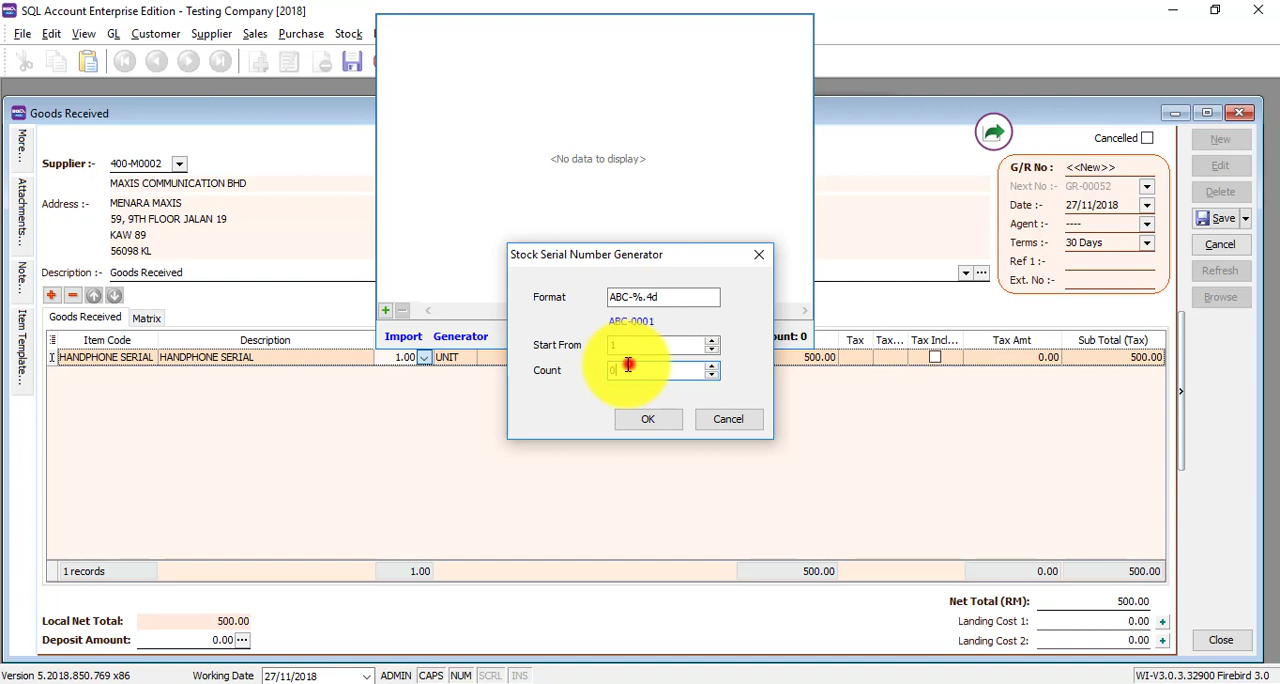 SQL Account Enterprise Edition - Testing Company [2018]
File Edit View GL Customer Supplier Sales Purchase Stock
Goods Received
More...
Attachments...
Note...
Item Template...
Supplier :- 400-M0002
MAXIS COMMUNICATION BHD
Address :- MENARA MAXIS
59, 9TH FLOOR JALAN 19
KAW 89
56098 KL
Description :- Goods Received
Cancelled
G/R No : <<New>>
Next No :- GR-00052
Date :- 27/11/2018
Agent :- ----
Terms :- 30 Days
Ref 1 :-
Ext. No :-
New
Edit
Delete
Save
Cancel
Refresh
Browse
<No data to display>
Import Generator
Stock Serial Number Generator
Format ABC-%.4d
ABC-0001
Start From 1
Count 0
OK Cancel
Goods Received Matrix
Item Code Description Tax Tax... Tax Incl... Tax Amt Sub Total (Tax)
HANDPHONE SERIAL HANDPHONE SERIAL 1.00 UNIT 500.00 0.00 500.00
1 records 1.00 500.00 0.00 500.00
Local Net Total: 500.00
Deposit Amount: 0.00
Net Total (RM): 500.00
Landing Cost 1: 0.00
Landing Cost 2: 0.00
Close
Version 5.2018.850.769 x86 Working Date 27/11/2018 ADMIN CAPS NUM SCRL INS WI-V3.0.3.32900 Firebird 3.0